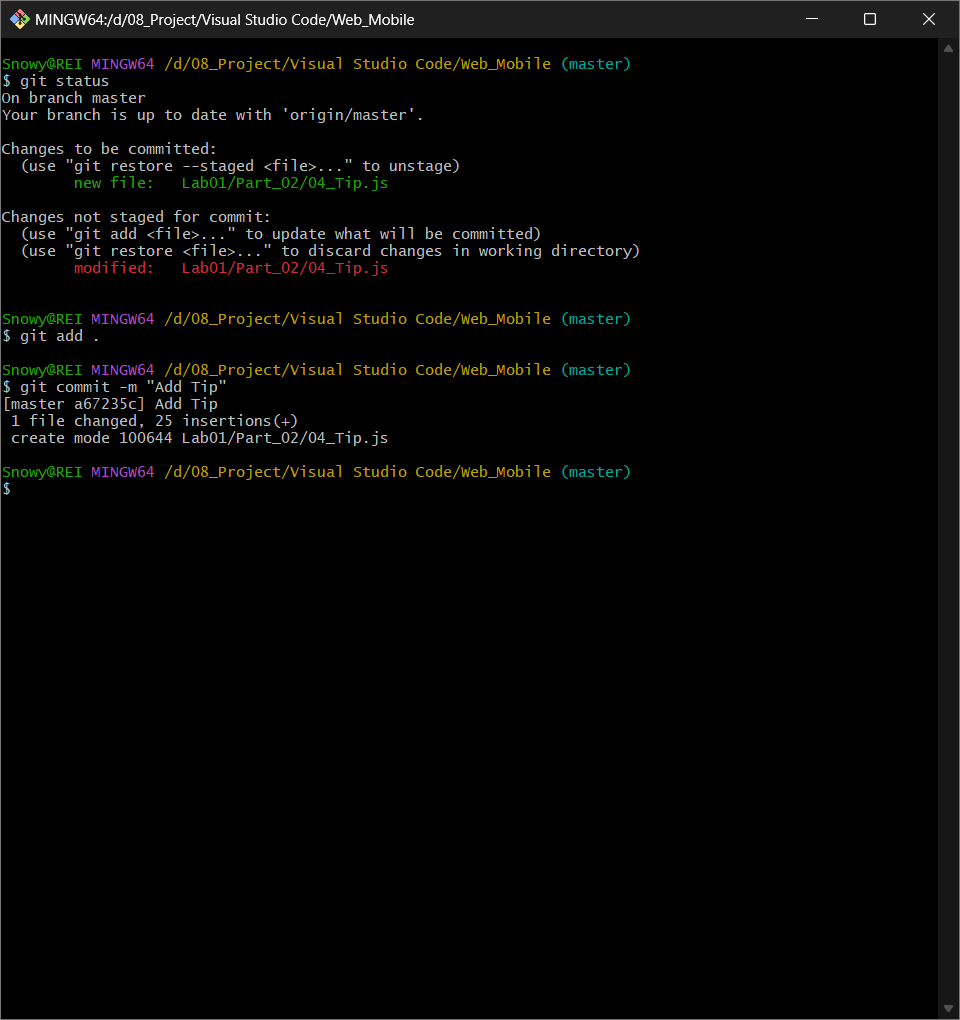 MINGW64:/d/08_Project/Visual Studio Code/Web_Mobile
Snowy@REI MINGW64 /d/08_Project/Visual Studio Code/Web_Mobile (master)
$ git status
On branch master
Your branch is up to date with 'origin/master'.
Changes to be committed:
  (use "git restore --staged <file>..." to unstage)
        new file:   Lab01/Part_02/04_Tip.js
Changes not staged for commit:
  (use "git add <file>..." to update what will be committed)
  (use "git restore <file>..." to discard changes in working directory)
        modified:   Lab01/Part_02/04_Tip.js
Snowy@REI MINGW64 /d/08_Project/Visual Studio Code/Web_Mobile (master)
$ git add .
Snowy@REI MINGW64 /d/08_Project/Visual Studio Code/Web_Mobile (master)
$ git commit -m "Add Tip"
[master a67235c] Add Tip
 1 file changed, 25 insertions(+)
 create mode 100644 Lab01/Part_02/04_Tip.js
Snowy@REI MINGW64 /d/08_Project/Visual Studio Code/Web_Mobile (master)
$